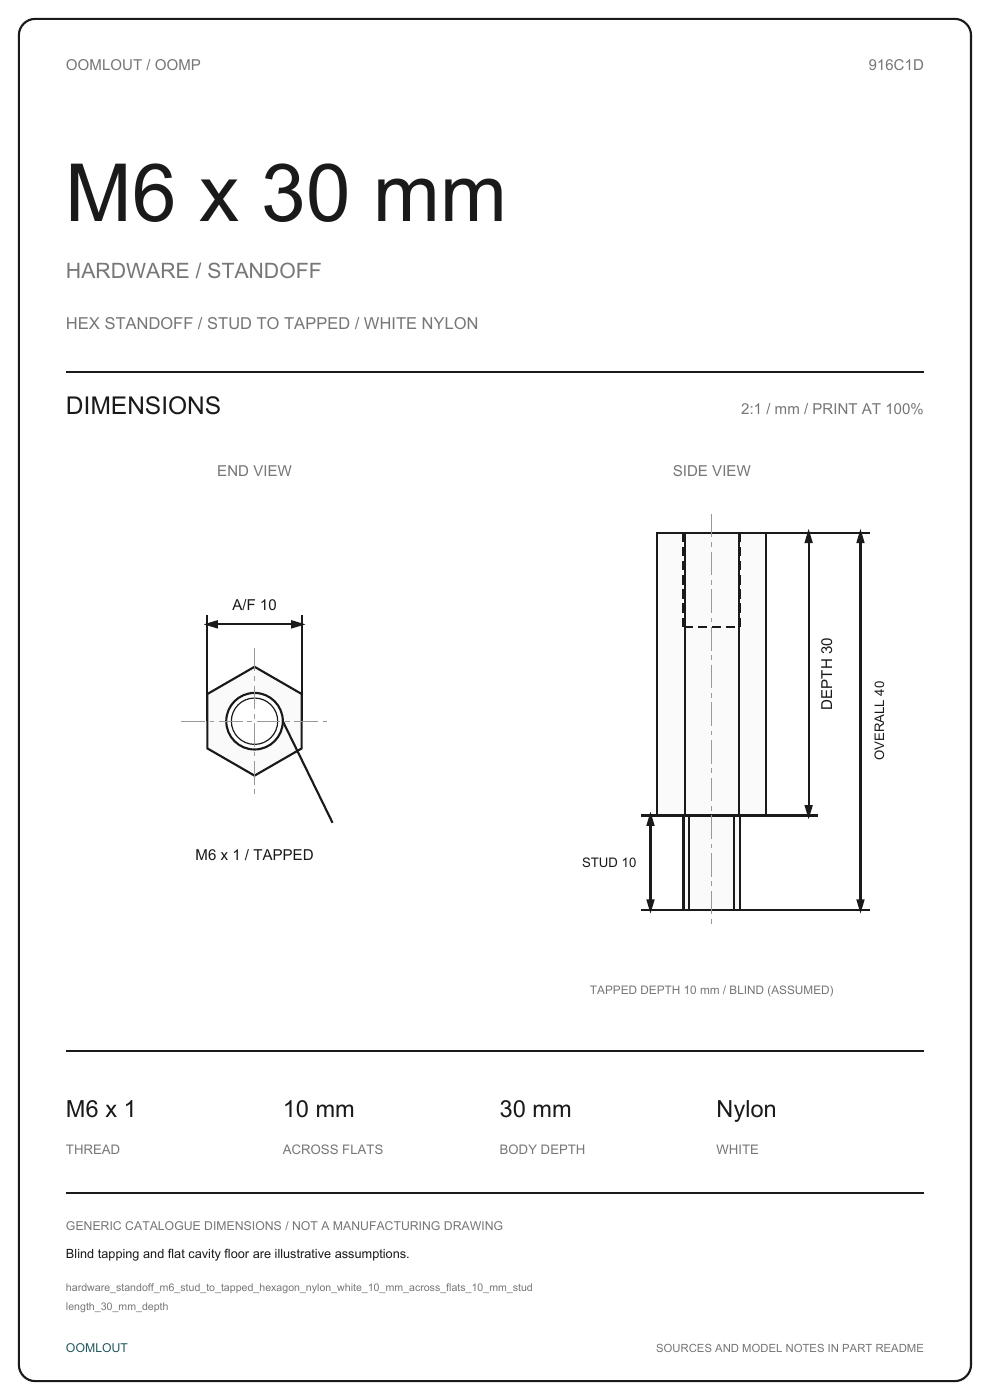 OOMLOUT / OOMP
916C1D
M6 x 30 mm
HARDWARE / STANDOFF
HEX STANDOFF / STUD TO TAPPED / WHITE NYLON
DIMENSIONS
2:1 / mm / PRINT AT 100%
END VIEW
SIDE VIEW
A/F 10
M6 x 1 / TAPPED
DEPTH 30
OVERALL 40
STUD 10
TAPPED DEPTH 10 mm / BLIND (ASSUMED)
M6 x 1
THREAD
10 mm
ACROSS FLATS
30 mm
BODY DEPTH
Nylon
WHITE
GENERIC CATALOGUE DIMENSIONS / NOT A MANUFACTURING DRAWING
Blind tapping and flat cavity floor are illustrative assumptions.
hardware_standoff_m6_stud_to_tapped_hexagon_nylon_white_10_mm_across_flats_10_mm_stud
length_30_mm_depth
OOMLOUT
SOURCES AND MODEL NOTES IN PART README